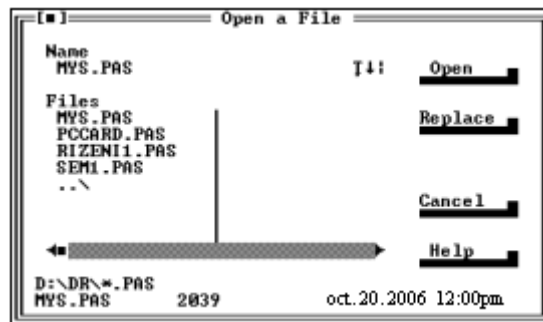 Open a File
Name
MYS.PAS
Open
Files
MYS.PAS
PCCARD.PAS
RIZENI1.PAS
SEM1.PAS
..\
Replace
Cancel
Help
D:\DR\*.PAS
MYS.PAS 2039 oct.20.2006 12:00pm